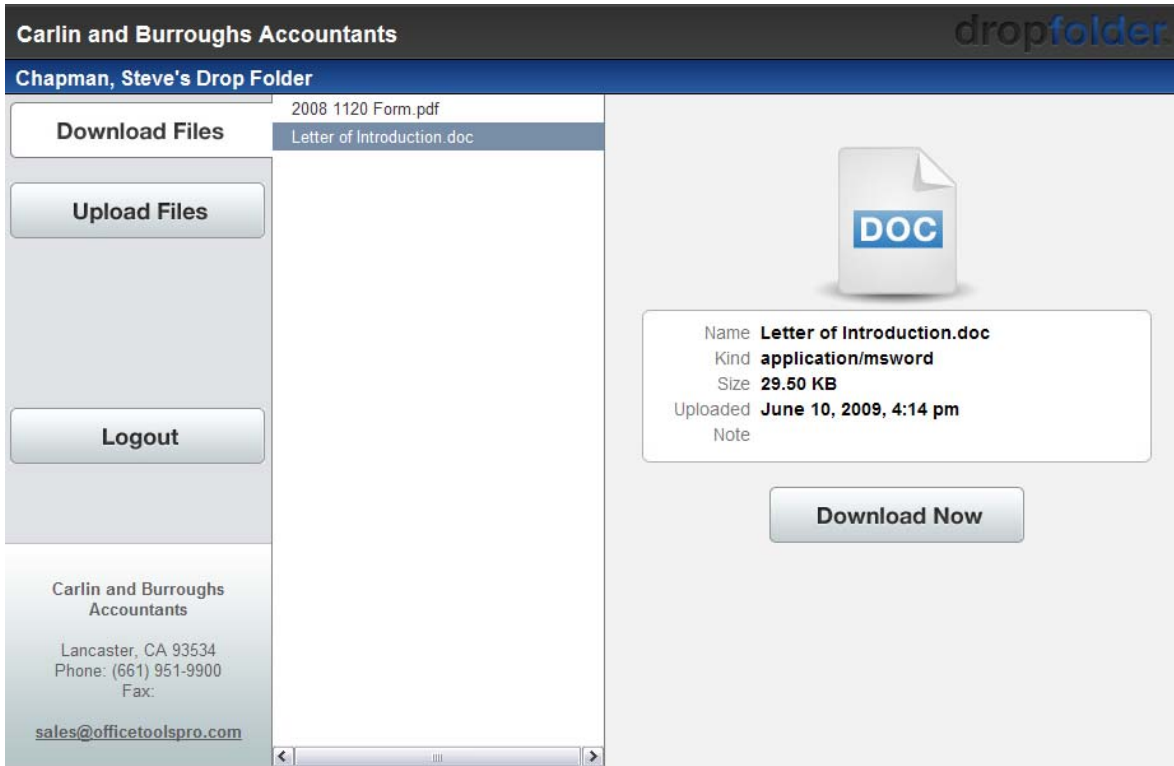 Carlin and Burroughs Accountants
dropfolder
Chapman, Steve's Drop Folder
Download Files
Upload Files
Logout
Carlin and Burroughs
Accountants
Lancaster, CA 93534
Phone: (661) 951-9900
Fax:
sales@officetoolspro.com
2008 1120 Form.pdf
Letter of Introduction.doc
DOC
Name Letter of Introduction.doc
Kind application/msword
Size 29.50 KB
Uploaded June 10, 2009, 4:14 pm
Note
Download Now